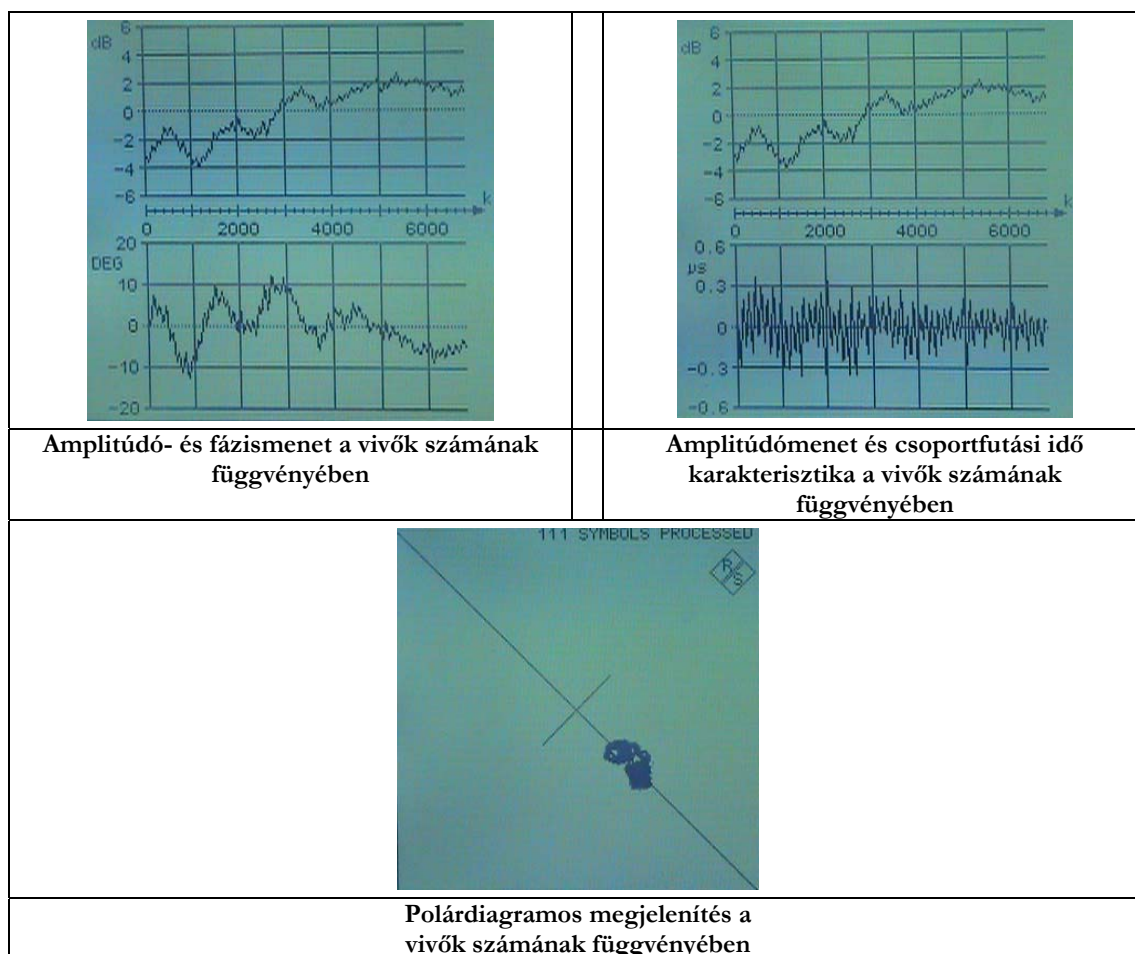 6
dB
4
2
0
−2
−4
−6
k
0 2000 4000 6000
20
DEG
10
0
−10
−20
6
dB
4
2
0
−2
−4
−6
k
0 2000 4000 6000
0.6
µs
0.3
0
−0.3
−0.6
Amplitúdó- és fázismenet a vivők számának
függvényében
Amplitúdómenet és csoportfutási idő
karakterisztika a vivők számának
függvényében
111 SYMBOLS PROCESSED
R
S
Polárdiagramos megjelenítés a
vivők számának függvényében